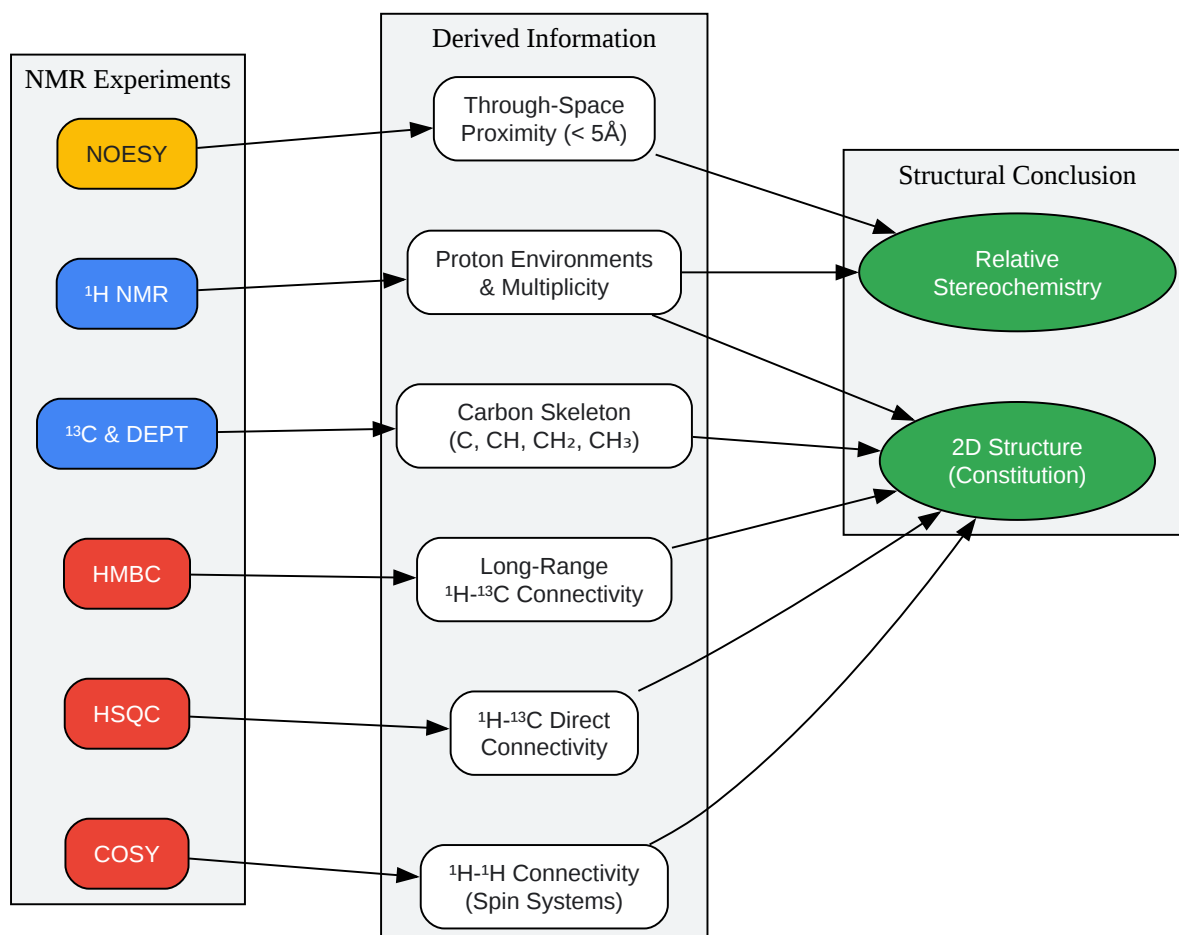 NMR Experiments
NOESY
¹H NMR
¹³C & DEPT
HMBC
HSQC
COSY
Derived Information
Through-Space
Proximity (< 5Å)
Proton Environments
& Multiplicity
Carbon Skeleton
(C, CH, CH₂, CH₃)
Long-Range
¹H-¹³C Connectivity
¹H-¹³C Direct
Connectivity
¹H-¹H Connectivity
(Spin Systems)
Structural Conclusion
Relative
Stereochemistry
2D Structure
(Constitution)